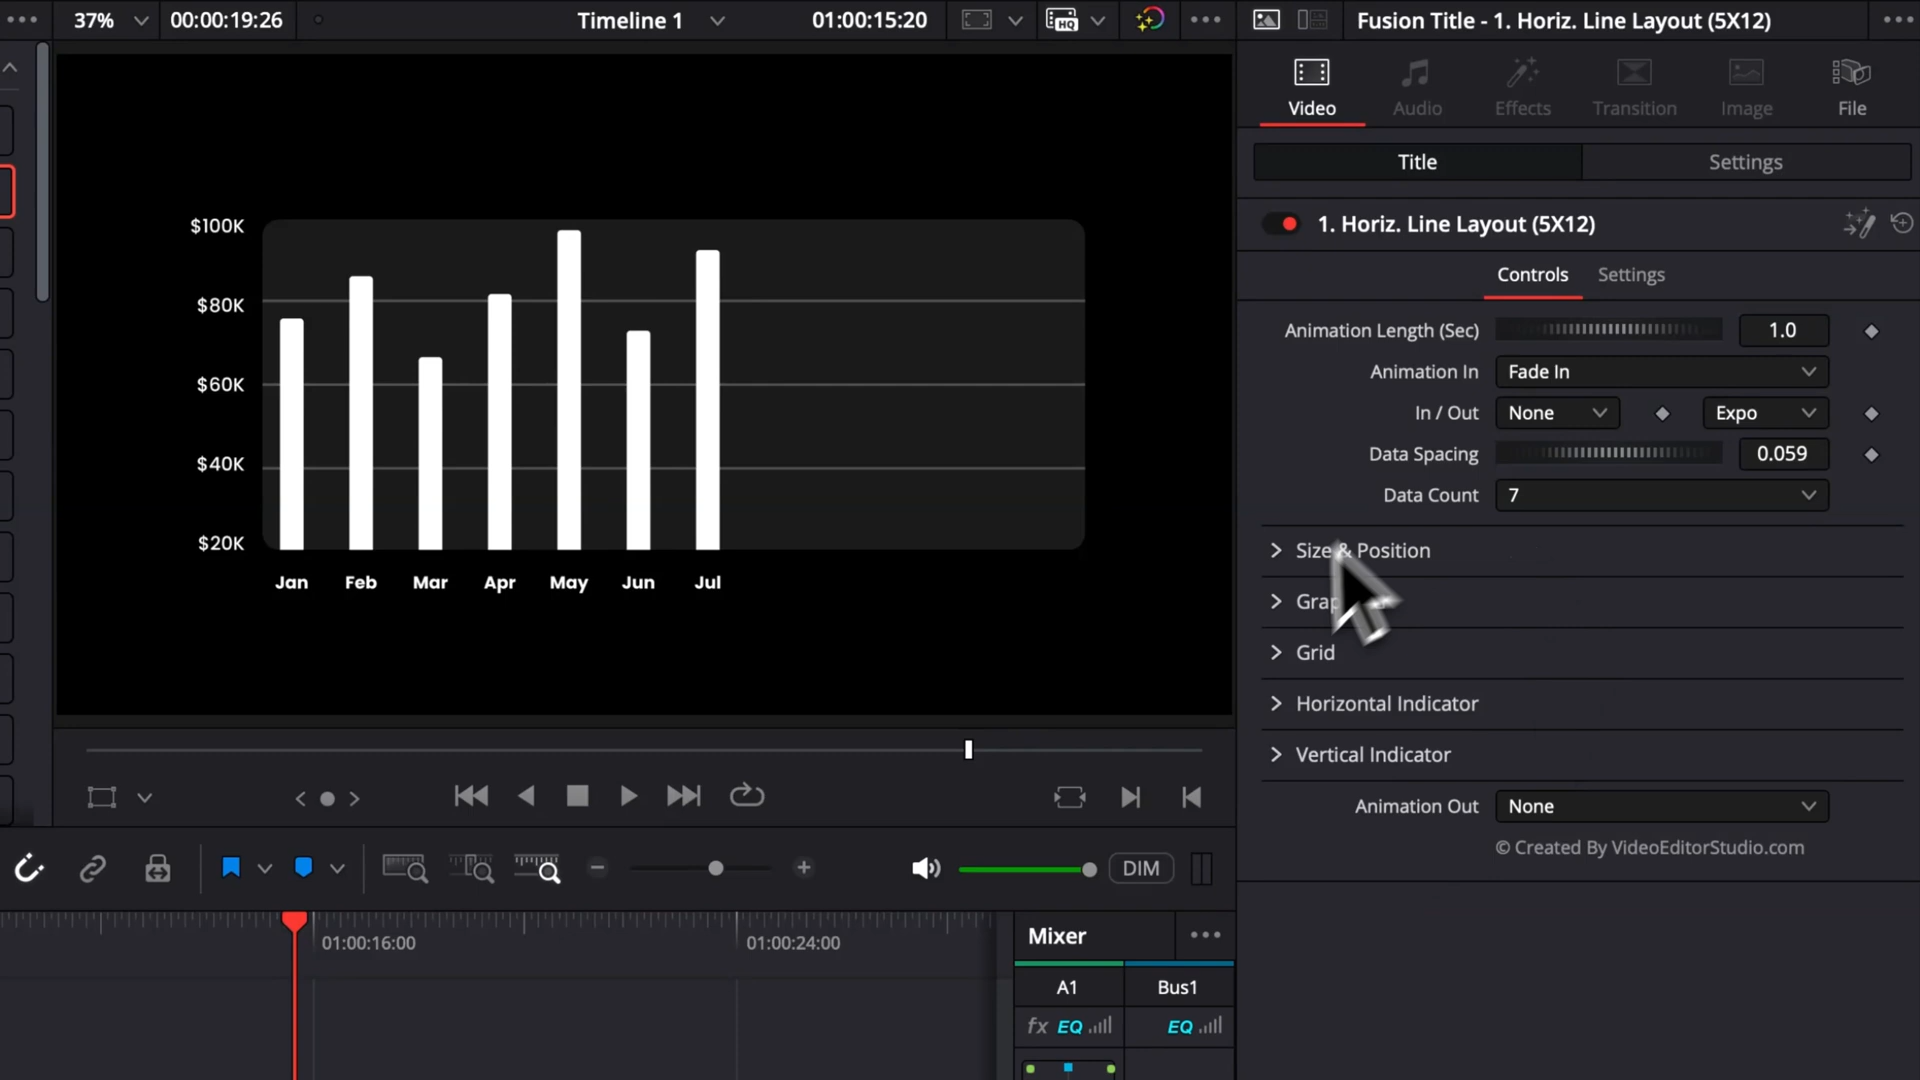 37%
00:00:19:26
Timeline 1
01:00:15:20
HQ
Fusion Title - 1. Horiz. Line Layout (5X12)
Video
Audio
Effects
Transition
Image
File
Title
Settings
1. Horiz. Line Layout (5X12)
Controls
Settings
Animation Length (Sec)
1.0
Animation In
Fade In
In / Out
None
Expo
Data Spacing
0.059
Data Count
7
Size & Position
Grid
Horizontal Indicator
Vertical Indicator
Animation Out
None
© Created By VideoEditorStudio.com
$100K
$80K
$60K
$40K
$20K
Jan
Feb
Mar
Apr
May
Jun
Jul
DIM
01:00:16:00
01:00:24:00
Mixer
A1
Bus1
fx EQ
EQ